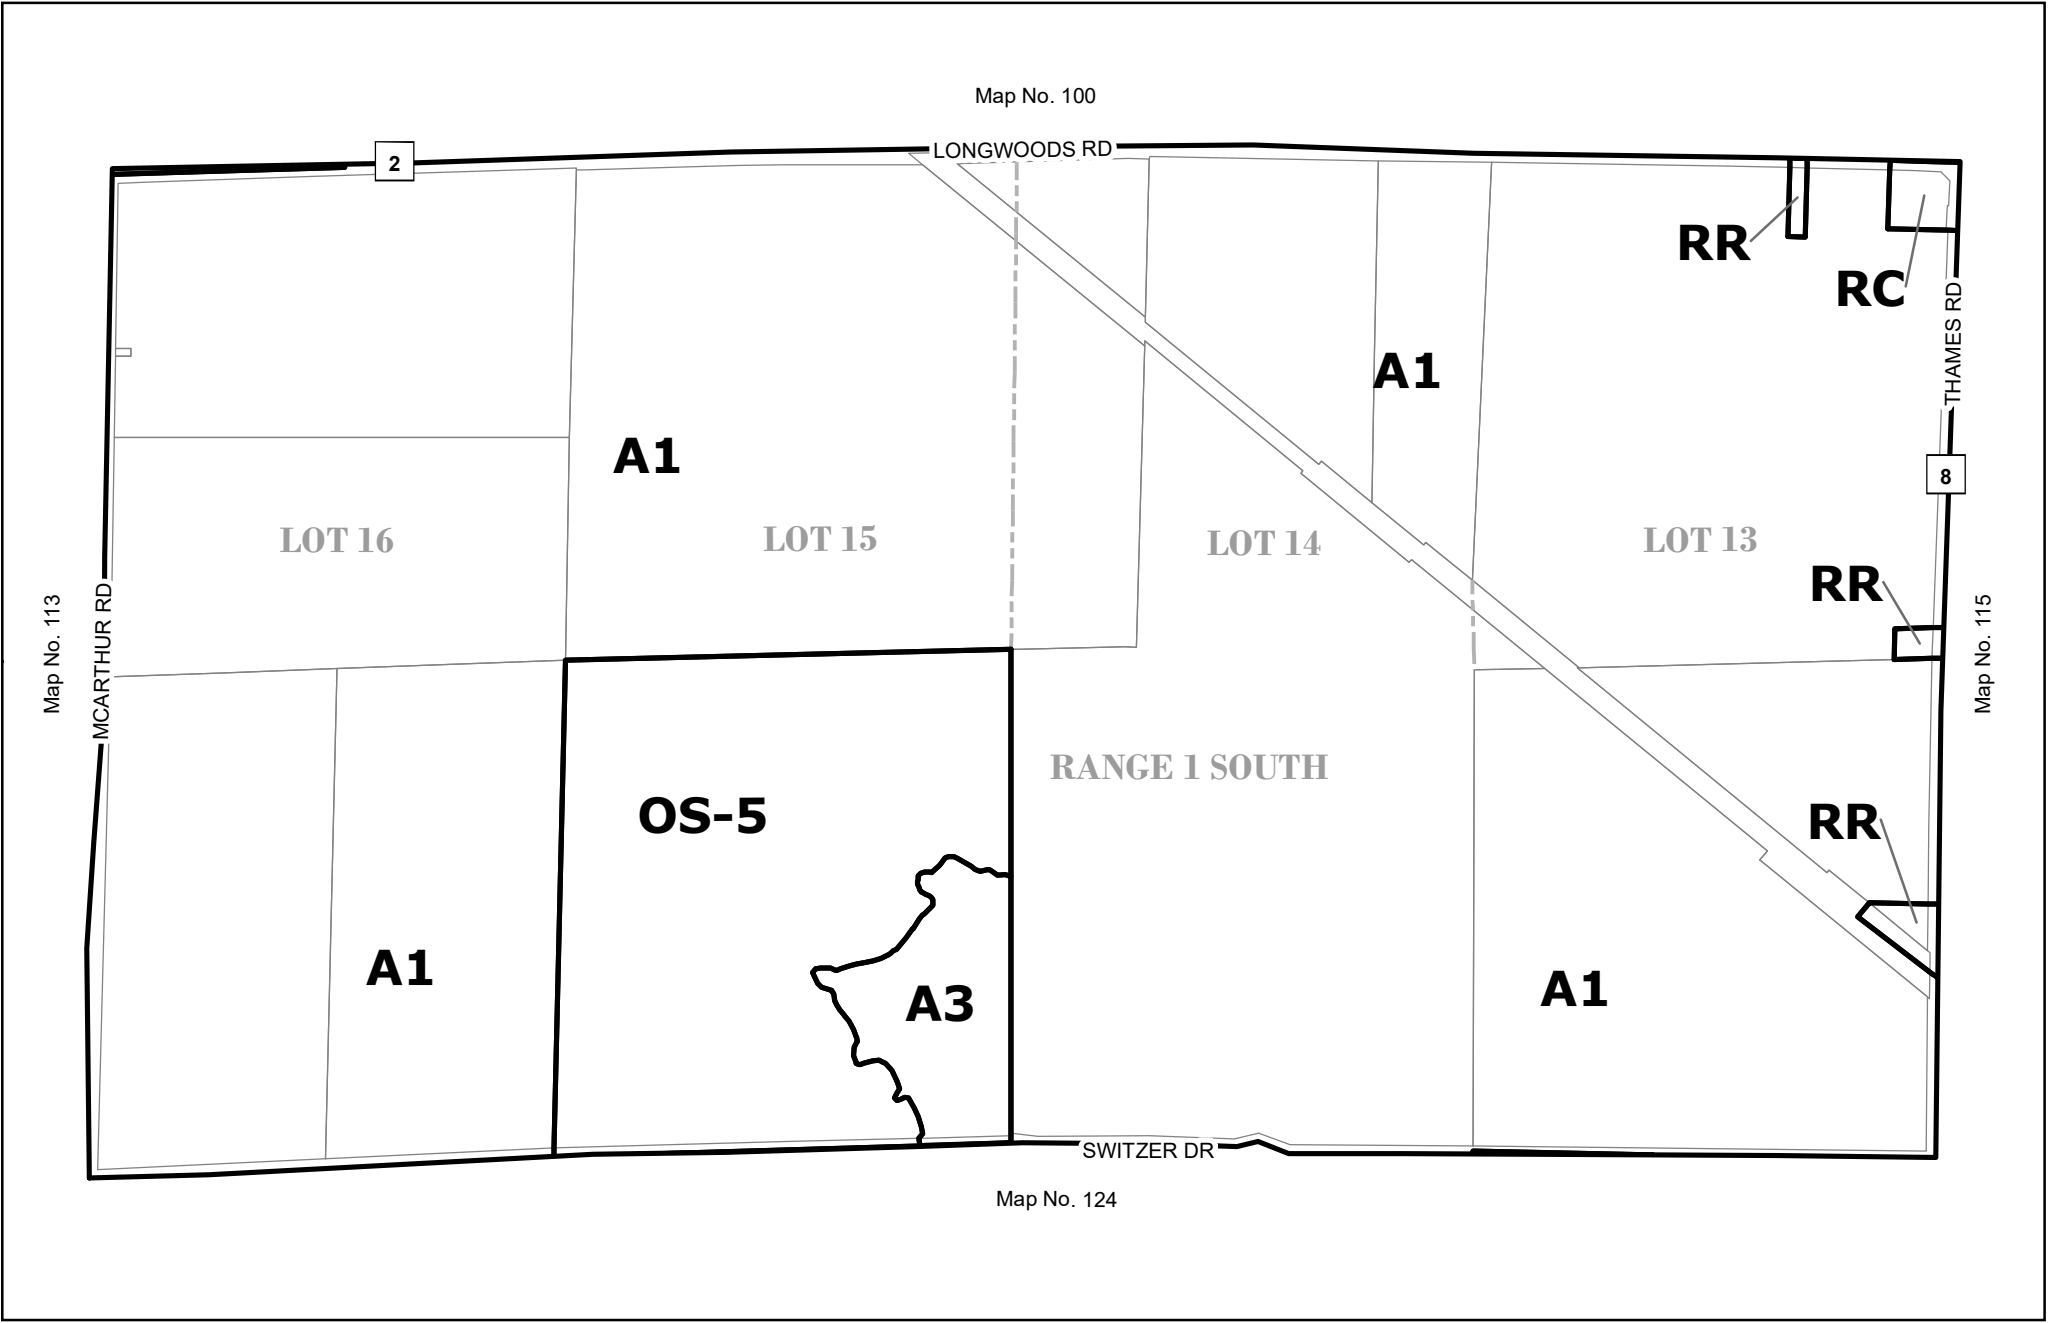 Map No. 100
LONGWOODS RD
2
RR
RC
THAMES RD
A1
A1
8
LOT 16
LOT 15
LOT 14
LOT 13
RR
MCARTHUR RD
Map No. 113
Map No. 115
RANGE 1 SOUTH
OS-5
RR
A1
A3
A1
SWITZER DR
Map No. 124